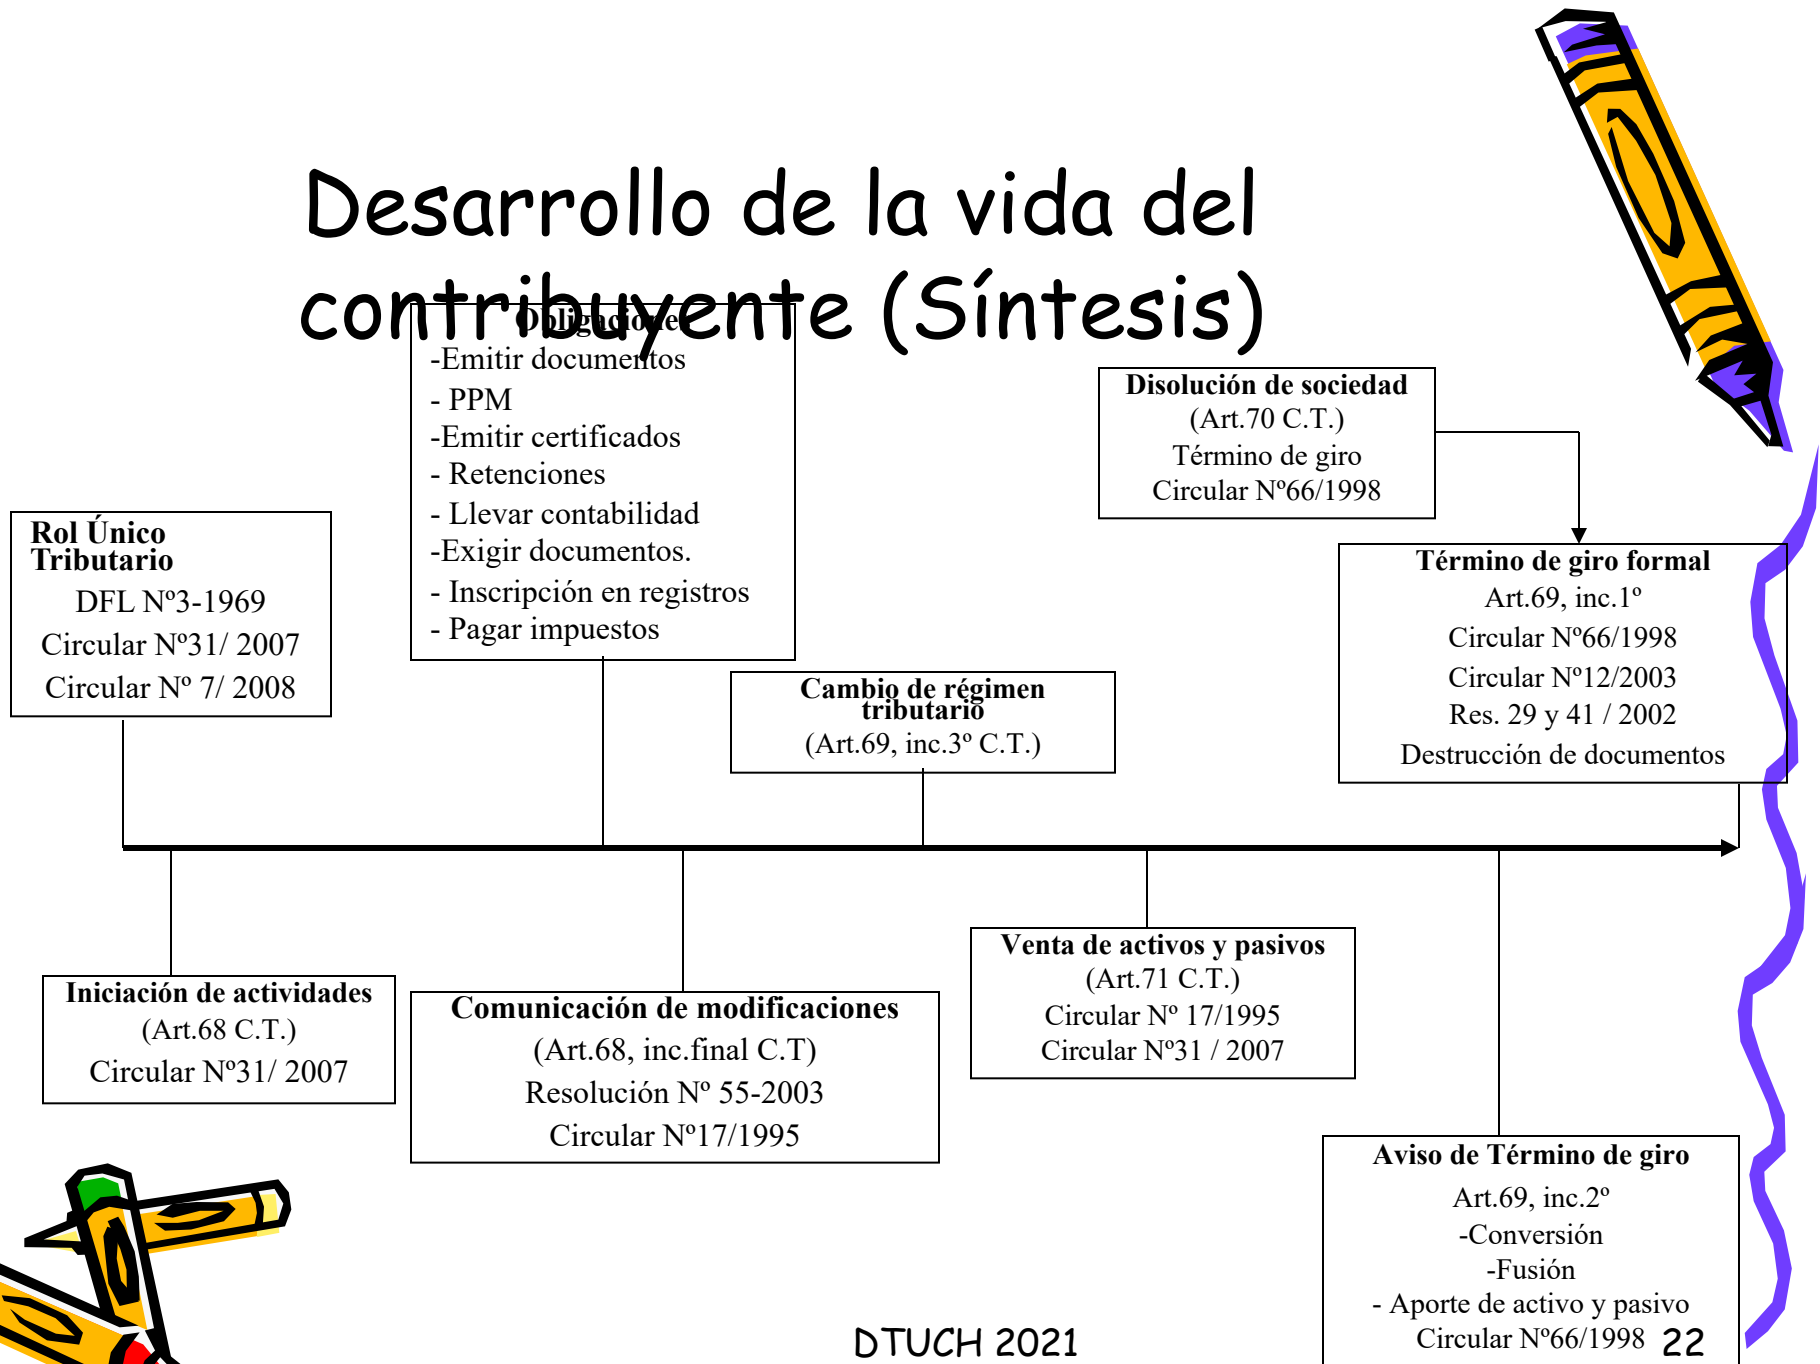 Desarrollo de la vida del
contribuyente (Síntesis)
Obligaciones
-Emitir documentos
- PPM
-Emitir certificados
- Retenciones
- Llevar contabilidad
-Exigir documentos.
- Inscripción en registros
- Pagar impuestos
Disolución de sociedad
(Art.70 C.T.)
Término de giro
Circular Nº66/1998
Rol Único
Tributario
DFL Nº3-1969
Circular Nº31/ 2007
Circular Nº 7/ 2008
Término de giro formal
Art.69, inc.1º
Circular Nº66/1998
Circular Nº12/2003
Res. 29 y 41 / 2002
Destrucción de documentos
Cambio de régimen
tributario
(Art.69, inc.3º C.T.)
Iniciación de actividades
(Art.68 C.T.)
Circular Nº31/ 2007
Comunicación de modificaciones
(Art.68, inc.final C.T)
Resolución Nº 55-2003
Circular Nº17/1995
Venta de activos y pasivos
(Art.71 C.T.)
Circular Nº 17/1995
Circular Nº31 / 2007
Aviso de Término de giro
Art.69, inc.2º
-Conversión
-Fusión
- Aporte de activo y pasivo
Circular Nº66/1998
DTUCH 2021
22